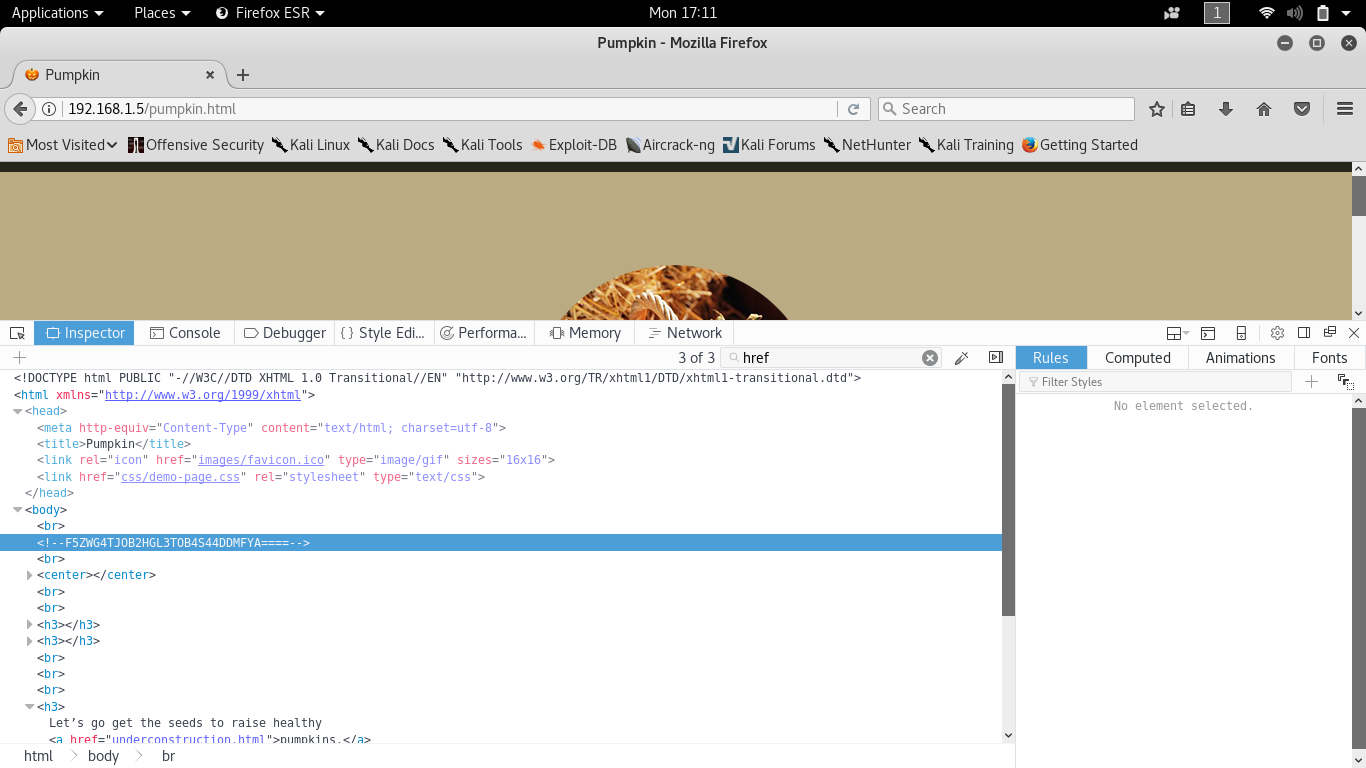 Applications Places Firefox ESR Mon 17:11 1
Pumpkin - Mozilla Firefox
Pumpkin
192.168.1.5/pumpkin.html Search
Most Visited Offensive Security Kali Linux Kali Docs Kali Tools Exploit-DB Aircrack-ng Kali Forums NetHunter Kali Training Getting Started
Inspector Console Debugger Style Edi... Performa... Memory Network
3 of 3 href Rules Computed Animations Fonts
Filter Styles
No element selected.
<!DOCTYPE html PUBLIC "-//W3C//DTD XHTML 1.0 Transitional//EN" "http://www.w3.org/TR/xhtml1/DTD/xhtml1-transitional.dtd">
<html xmlns="http://www.w3.org/1999/xhtml">
<head>
<meta http-equiv="Content-Type" content="text/html; charset=utf-8">
<title>Pumpkin</title>
<link rel="icon" href="images/favicon.ico" type="image/gif" sizes="16x16">
<link href="css/demo-page.css" rel="stylesheet" type="text/css">
</head>
<body>
<br>
<!--F5ZWG4TJOB2HGL3TOB4S44DDMFYA====-->
<br>
<center></center>
<br>
<br>
<h3></h3>
<h3></h3>
<br>
<br>
<br>
<h3>
Let’s go get the seeds to raise healthy
<a href="underconstruction.html">pumpkins.</a>
html body br